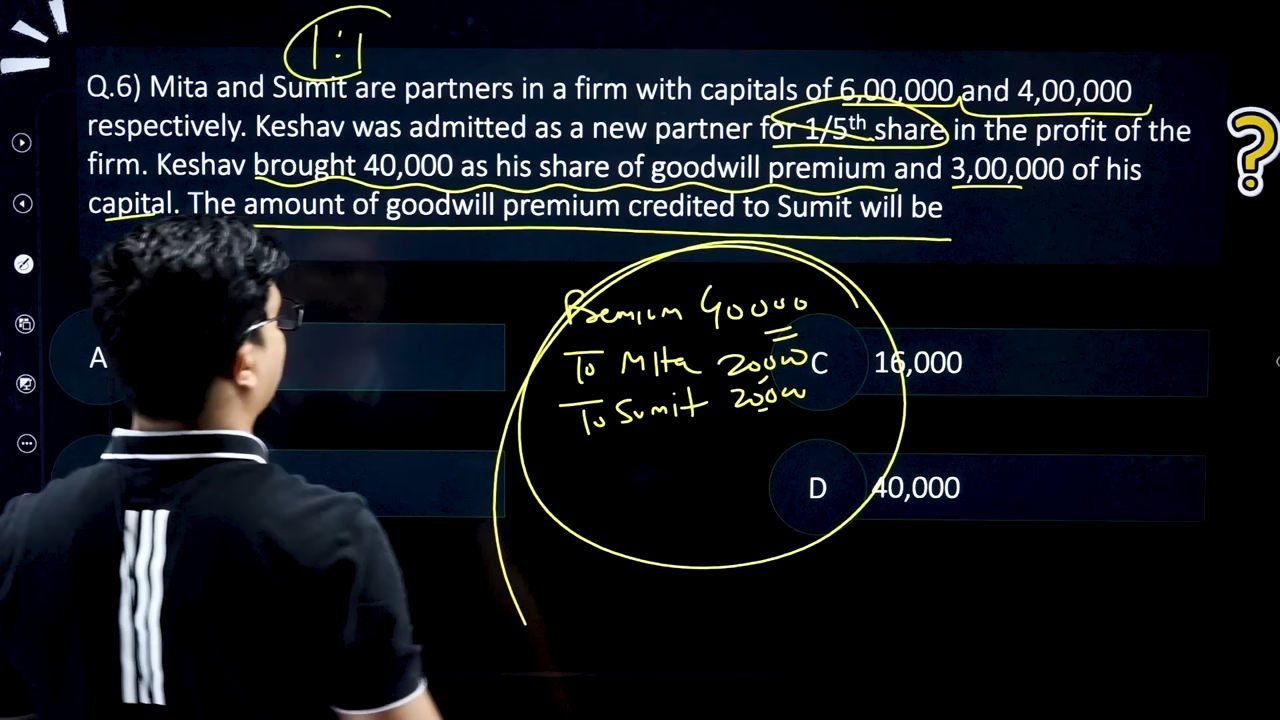 1:1
Q.6) Mita and Sumit are partners in a firm with capitals of 6,00,000 and 4,00,000
respectively. Keshav was admitted as a new partner for 1/5th share in the profit of the
firm. Keshav brought 40,000 as his share of goodwill premium and 3,00,000 of his
capital. The amount of goodwill premium credited to Sumit will be
Premium 40000
To Mita 20000
To Sumit 20000
A
C 16,000
D 40,000
?